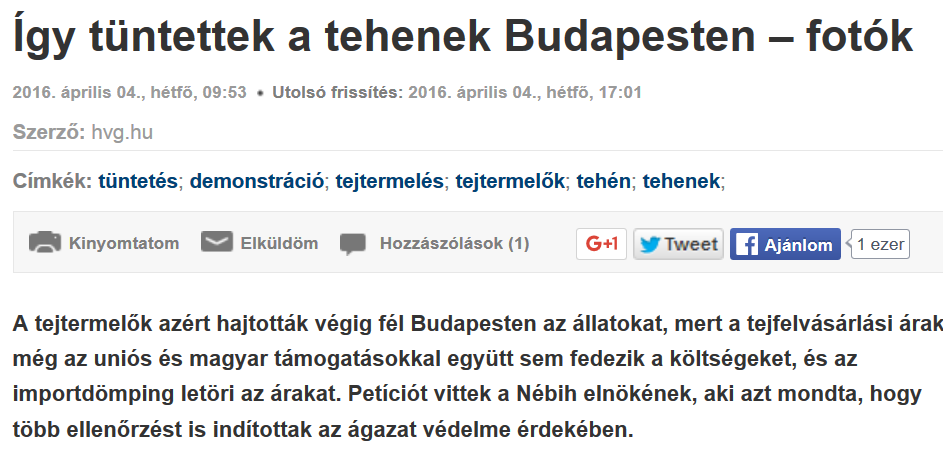 Így tüntettek a tehenek Budapesten – fotók
2016. április 04., hétfő, 09:53 • Utolsó frissítés: 2016. április 04., hétfő, 17:01
Szerző: hvg.hu
Címkék: tüntetés; demonstráció; tejtermelés; tejtermelők; tehén; tehenek;
Kinyomtatom Elküldöm Hozzászólások (1) G+1 Tweet Ajánlom 1 ezer
A tejtermelők azért hajtották végig fél Budapesten az állatokat, mert a tejfelvásárlási árak
még az uniós és magyar támogatásokkal együtt sem fedezik a költségeket, és az
importdömping letöri az árakat. Petíciót vittek a Nébih elnökének, aki azt mondta, hogy
több ellenőrzést is indítottak az ágazat védelme érdekében.